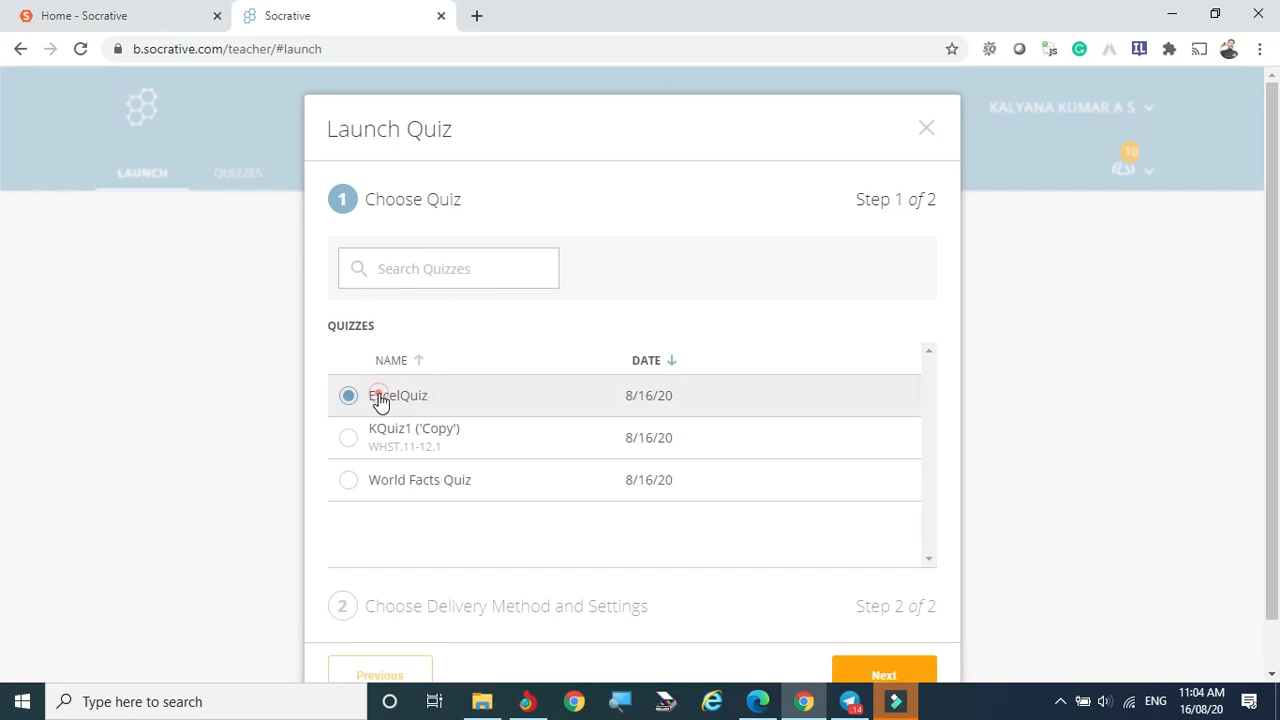 Home - Socrative
Socrative
b.socrative.com/teacher/#launch
KALYANA KUMAR A S
10
LAUNCH
QUIZZES
Launch Quiz
1 Choose Quiz
Step 1 of 2
Search Quizzes
QUIZZES
NAME DATE
ExcelQuiz 8/16/20
KQuiz1 ('Copy') 8/16/20
WHST.11-12.1
World Facts Quiz 8/16/20
2 Choose Delivery Method and Settings
Step 2 of 2
Previous
Next
Type here to search
14
ENG
11:04 AM
16/08/20